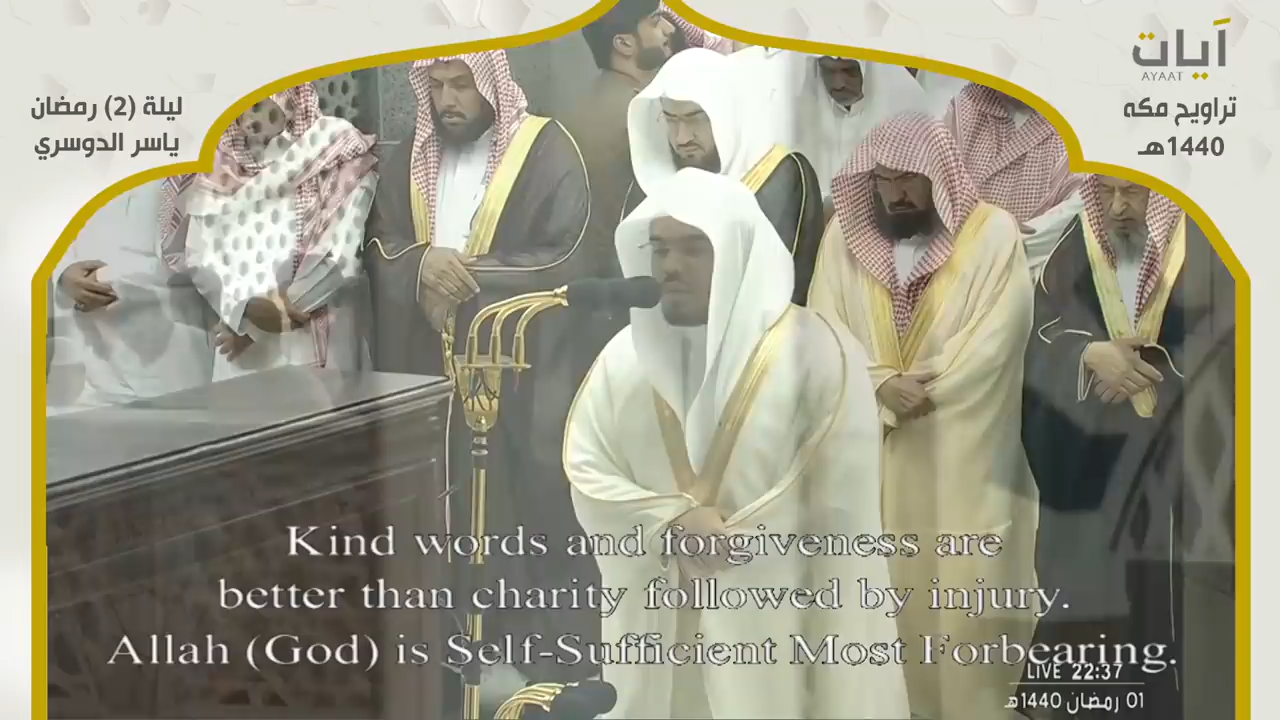 آيات
AYAAT
تراويح مكه
1440هـ
ليلة (2) رمضان
ياسر الدوسري
Kind words and forgiveness are
better than charity followed by injury.
Allah (God) is Self-Sufficient Most Forbearing.
LIVE 22:37
01 رمضان 1440هـ